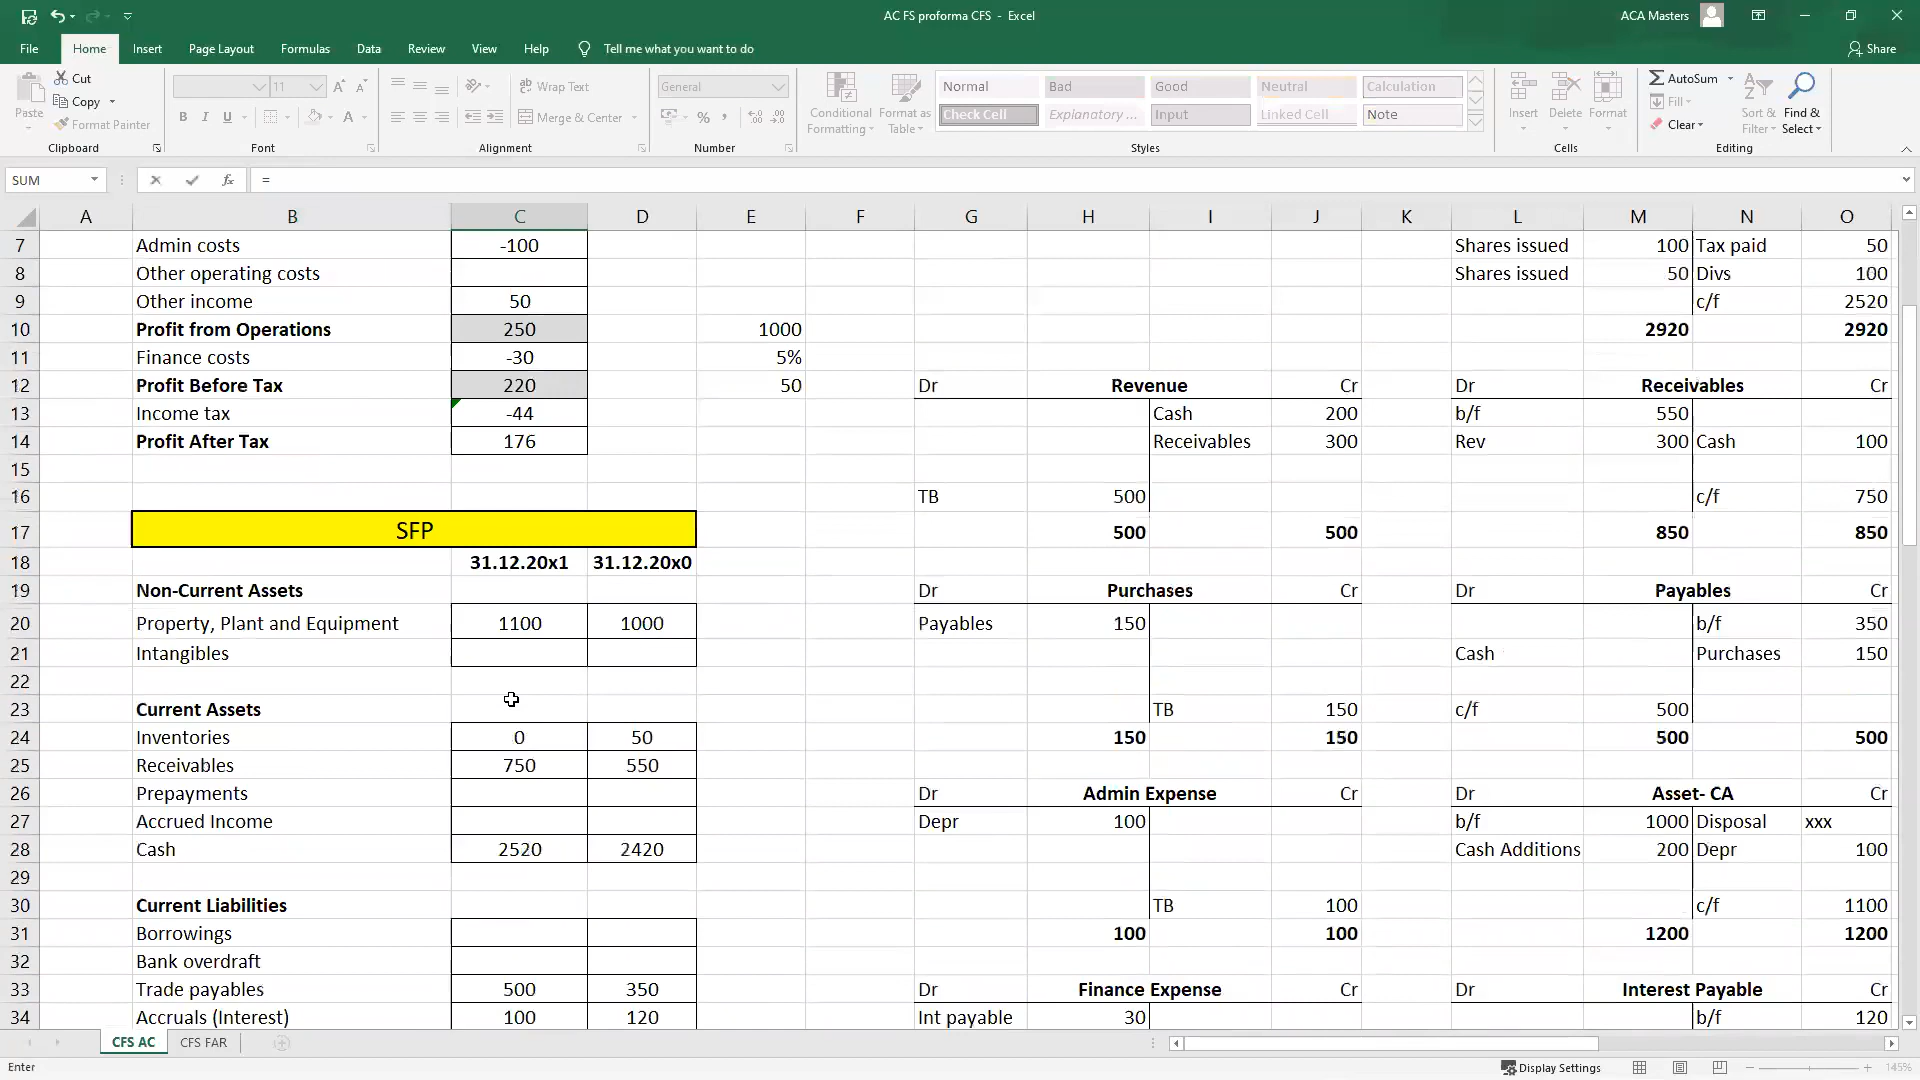 AC FS proforma CFS - Excel
ACA Masters
File Home Insert Page Layout Formulas Data Review View Help Tell me what you want to do Share
Paste Cut Copy Format Painter Clipboard
11 B I U A Font
Wrap Text Merge & Center Alignment
General % Number
Conditional Formatting Format as Table Normal Bad Good Neutral Calculation
Check Cell Explanatory ... Input Linked Cell Note Styles
Insert Delete Format Cells
AutoSum Fill Clear Sort & Filter Find & Select Editing
SUM fx =
A B C D E F G H I J K L M N O
7 Admin costs -100 Shares issued 100 Tax paid 50
8 Other operating costs Shares issued 50 Divs 100
9 Other income 50 c/f 2520
10 Profit from Operations 250 1000 2920 2920
11 Finance costs -30 5%
12 Profit Before Tax 220 50 Dr Revenue Cr Dr Receivables Cr
13 Income tax -44 Cash 200 b/f 550
14 Profit After Tax 176 Receivables 300 Rev 300 Cash 100
15
16 TB 500 c/f 750
17 SFP 500 500 850 850
18 31.12.20x1 31.12.20x0
19 Non-Current Assets Dr Purchases Cr Dr Payables Cr
20 Property, Plant and Equipment 1100 1000 Payables 150 b/f 350
21 Intangibles Cash Purchases 150
22
23 Current Assets TB 150 c/f 500
24 Inventories 0 50 150 150 500 500
25 Receivables 750 550
26 Prepayments Dr Admin Expense Cr Dr Asset- CA Cr
27 Accrued Income Depr 100 b/f 1000 Disposal xxx
28 Cash 2520 2420 Cash Additions 200 Depr 100
29
30 Current Liabilities TB 100 c/f 1100
31 Borrowings 100 100 1200 1200
32 Bank overdraft
33 Trade payables 500 350 Dr Finance Expense Cr Dr Interest Payable Cr
34 Accruals (Interest) 100 120 Int payable 30 b/f 120
CFS AC CFS FAR
Enter Display Settings 145%